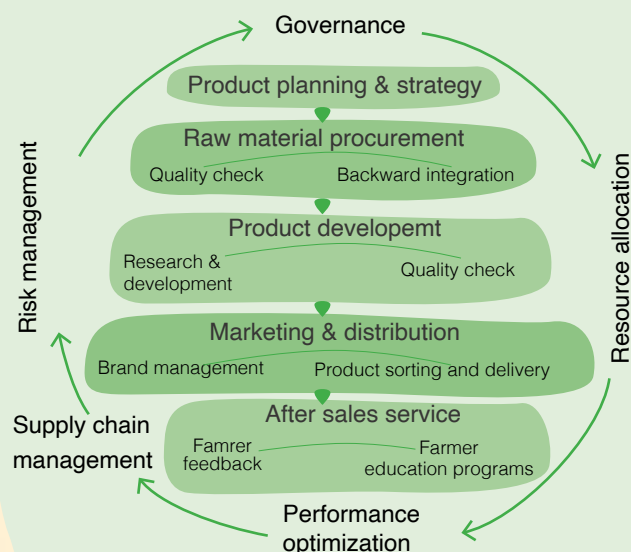 Governance
Product planning & strategy
Raw material procurement
Quality check
Backward integration
Product developemt
Research &
development
Quality check
Marketing & distribution
Brand management
Product sorting and delivery
After sales service
Famrer
feedback
Farmer
education programs
Resource allocation
Performance
optimization
Supply chain
management
Risk management